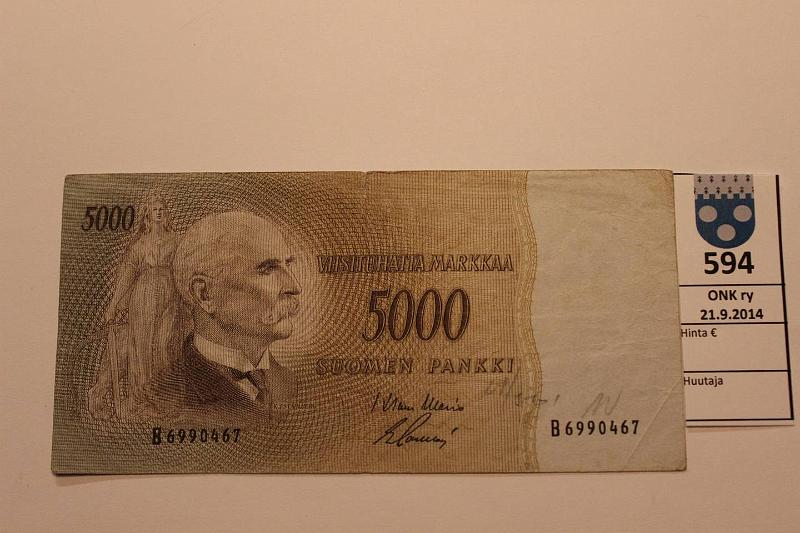 5000
VIISITUHATTA MARKKAA
5000
SUOMEN PANKKI
B6990467
B6990467
594
ONK ry
21.9.2014
Hinta €
Huutaja